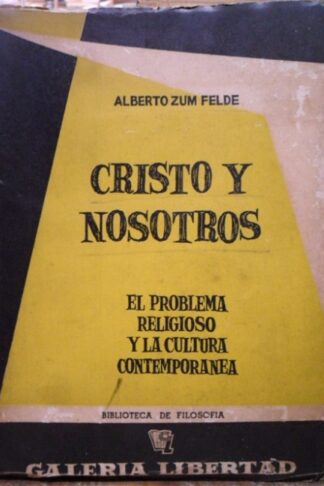 ALBERTO ZUM FELDE
CRISTO Y
NOSOTROS
EL PROBLEMA
RELIGIOSO
Y LA CULTURA
CONTEMPORANEA
BIBLIOTECA DE FILOSOFIA
GALERIA LIBERTAD